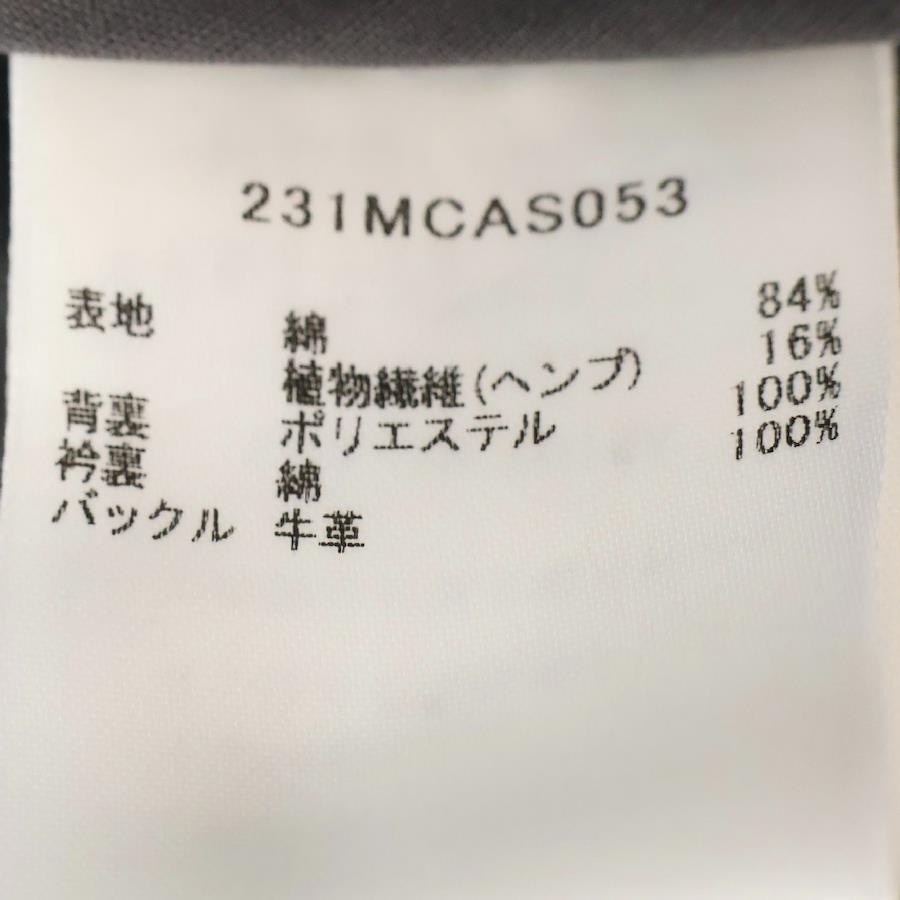 231MCAS053
表地 綿 84%
植物繊維(ヘンプ) 16%
背裏 ポリエステル 100%
衿裏 綿 100%
バックル 牛革